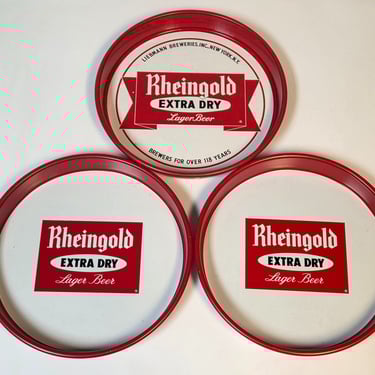 LIEBMANN BREWERIES, INC., NEW YORK, N.Y.
Rheingold
EXTRA DRY
Lager Beer
BREWERS FOR OVER 118 YEARS
Rheingold
EXTRA DRY
Lager Beer
Rheingold
EXTRA DRY
Lager Beer